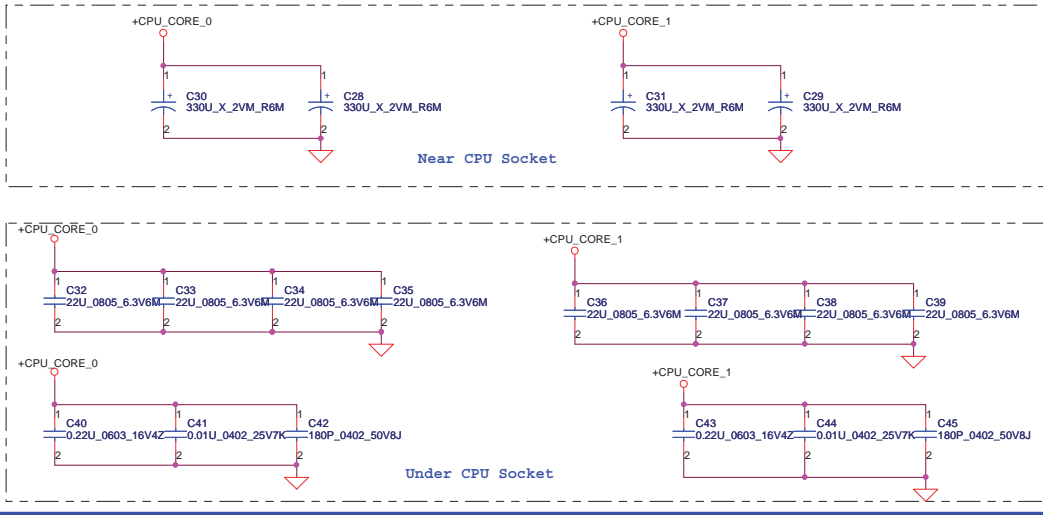 +CPU_CORE_0
+CPU_CORE_1
1
1
1
1
+
C30
330U_X_2VM_R6M
+
C28
330U_X_2VM_R6M
+
C31
330U_X_2VM_R6M
+
C29
330U_X_2VM_R6M
2
2
2
2
Near CPU Socket
+CPU_CORE_0
+CPU_CORE_1
1
1
1
1
C32
22U_0805_6.3V6M
C33
22U_0805_6.3V6M
C34
22U_0805_6.3V6M
C35
22U_0805_6.3V6M
2
2
2
2
1
1
1
1
C36
22U_0805_6.3V6M
C37
22U_0805_6.3V6M
C38
22U_0805_6.3V6M
C39
22U_0805_6.3V6M
2
2
2
2
+CPU_CORE_0
+CPU_CORE_1
1
1
1
C40
0.22U_0603_16V4Z
C41
0.01U_0402_25V7K
C42
180P_0402_50V8J
2
2
2
1
1
1
C43
0.22U_0603_16V4Z
C44
0.01U_0402_25V7K
C45
180P_0402_50V8J
2
2
2
Under CPU Socket